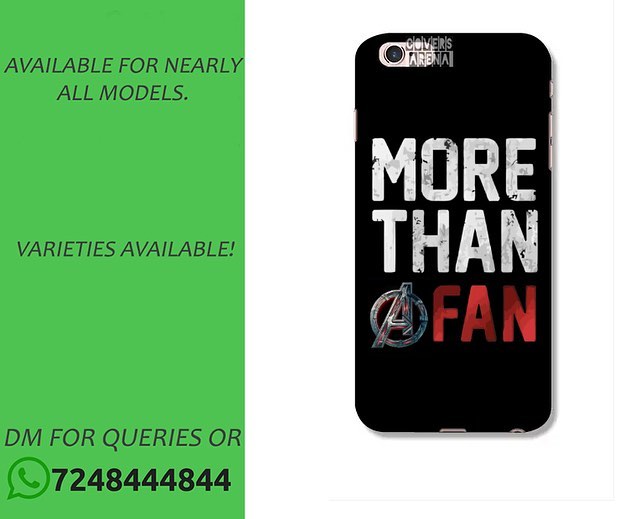 AVAILABLE FOR NEARLY
ALL MODELS.
VARIETIES AVAILABLE!
DM FOR QUERIES OR
7248444844
COVERS
ARENA
MORE
THAN
A FAN